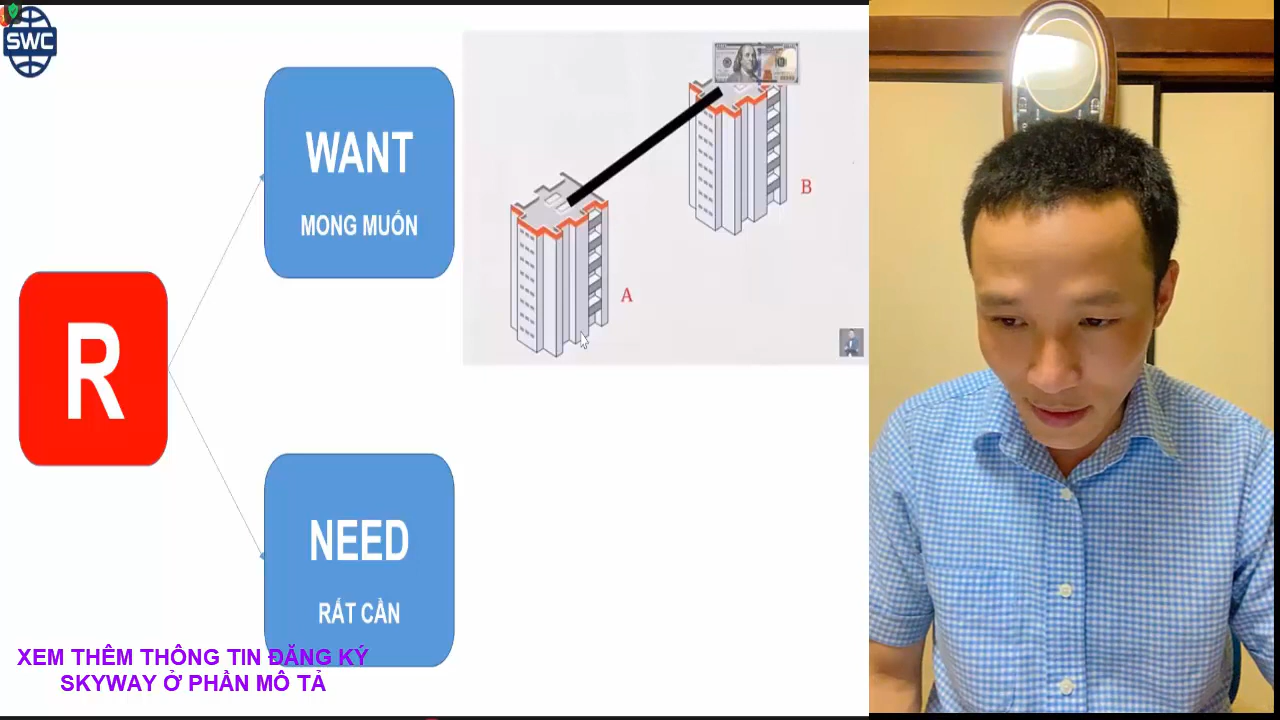 SWC
WANT
MONG MUỐN
B
A
R
NEED
RẤT CẦN
XEM THÊM THÔNG TIN ĐĂNG KÝ
SKYWAY Ở PHẦN MÔ TẢ